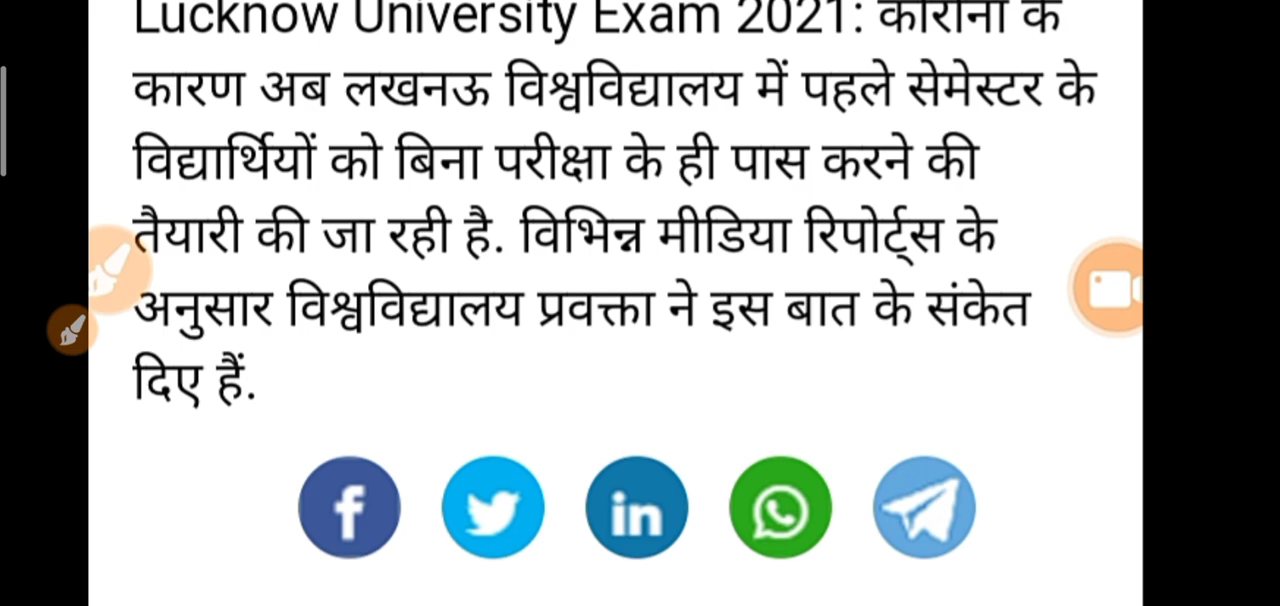 Lucknow University Exam 2021: कोरोना के
कारण अब लखनऊ विश्वविद्यालय में पहले सेमेस्टर के
विद्यार्थियों को बिना परीक्षा के ही पास करने की
तैयारी की जा रही है. विभिन्न मीडिया रिपोर्ट्स के
अनुसार विश्वविद्यालय प्रवक्ता ने इस बात के संकेत
दिए हैं.
f in